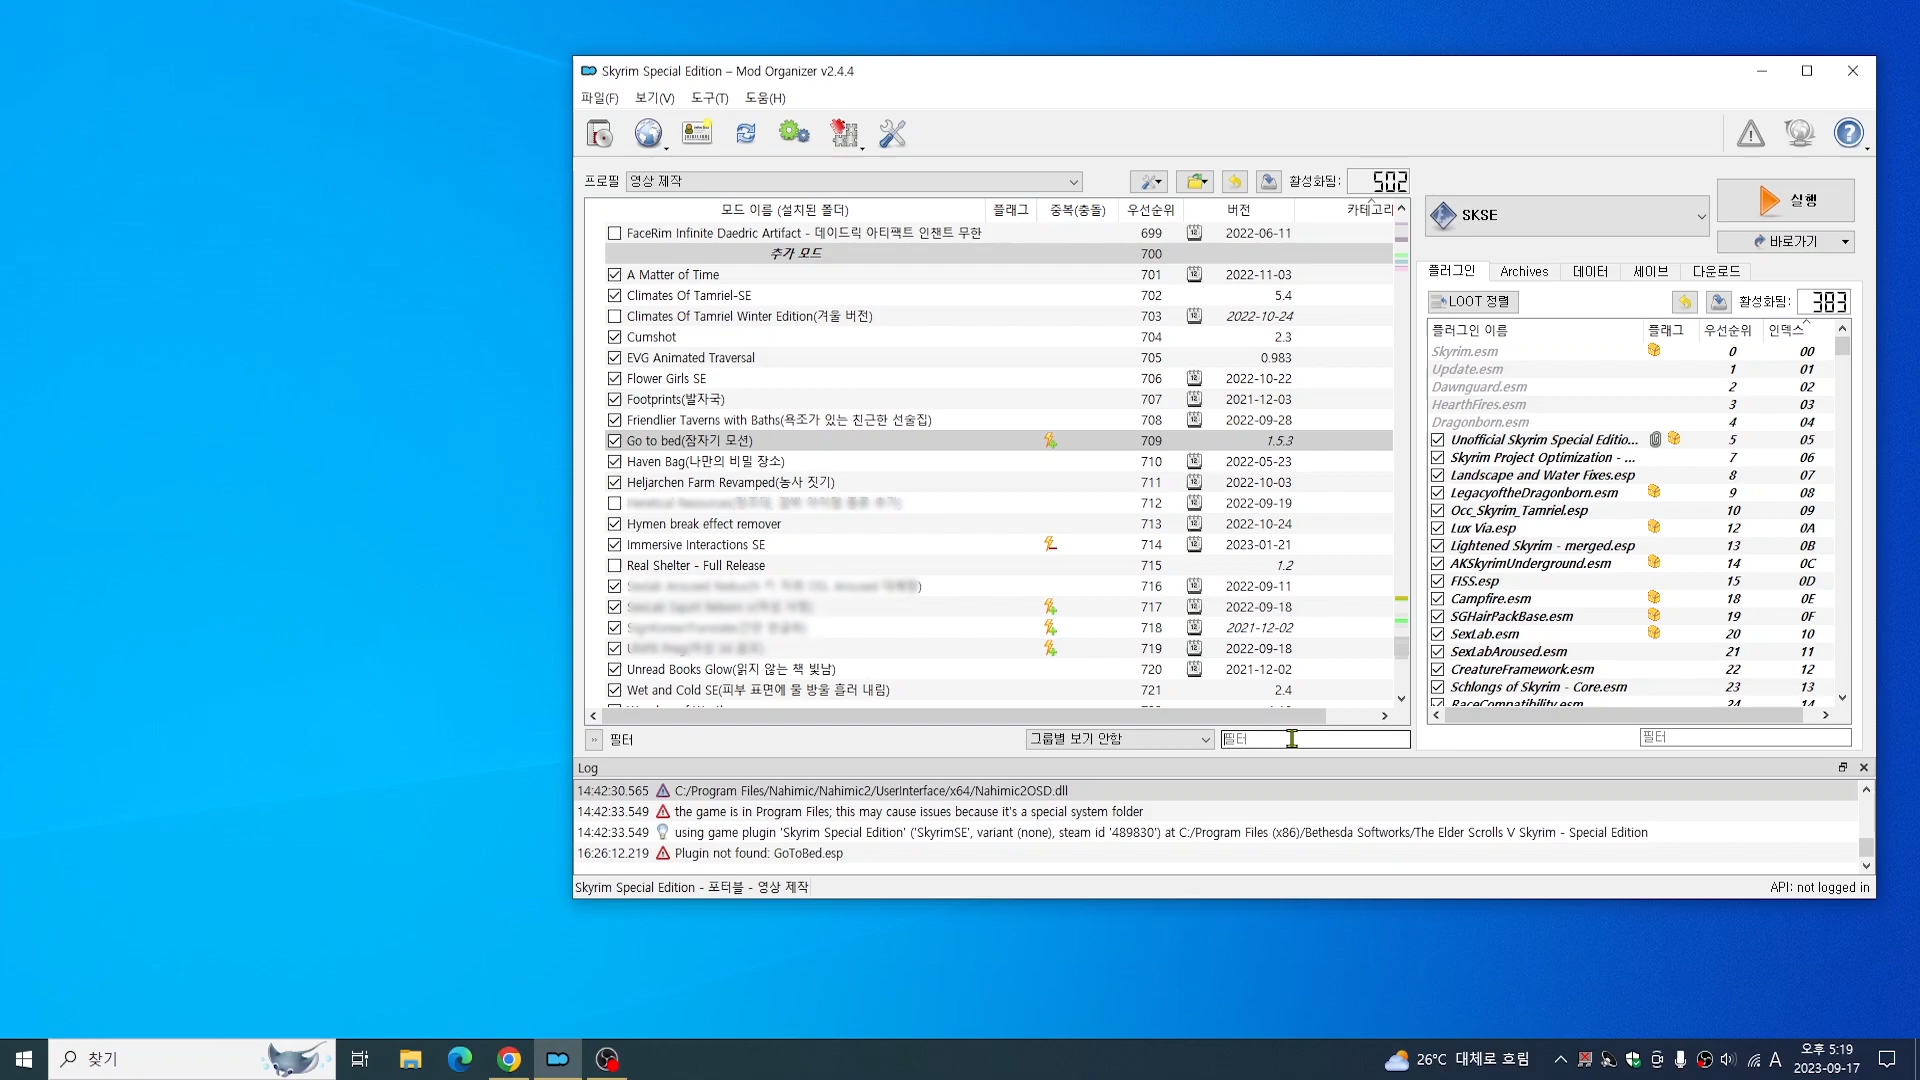 Skyrim Special Edition – Mod Organizer v2.4.4
파일(F) 보기(V) 도구(T) 도움(H)
프로필 영상 제작 활성화됨: 502
모드 이름 (설치된 폴더) 플래그 중복(충돌) 우선순위 버전 카테고리
FaceRim Infinite Daedric Artifact - 데이드릭 아티팩트 인챈트 무한 699 2022-06-11
추가 모드 700
A Matter of Time 701 2022-11-03
Climates Of Tamriel-SE 702 5.4
Climates Of Tamriel Winter Edition(겨울 버전) 703 2022-10-24
Cumshot 704 2.3
EVG Animated Traversal 705 0.983
Flower Girls SE 706 2022-10-22
Footprints(발자국) 707 2021-12-03
Friendlier Taverns with Baths(욕조가 있는 친근한 선술집) 708 2022-09-28
Go to bed(잠자기 모션) 709 1.5.3
Haven Bag(나만의 비밀 장소) 710 2022-05-23
Heljarchen Farm Revamped(농사 짓기) 711 2022-10-03
712 2022-09-19
Hymen break effect remover 713 2022-10-24
Immersive Interactions SE 714 2023-01-21
Real Shelter - Full Release 715 1.2
716 2022-09-11
717 2022-09-18
718 2021-12-02
719 2022-09-18
Unread Books Glow(읽지 않는 책 빛남) 720 2021-12-02
Wet and Cold SE(피부 표면에 물 방울 흘러 내림) 721 2.4
필터 그룹별 보기 안함 필터
SKSE
실행
바로가기
플러그인 Archives 데이터 세이브 다운로드
LOOT 정렬 활성화됨: 383
플러그인 이름 플래그 우선순위 인덱스
Skyrim.esm 0 00
Update.esm 1 01
Dawnguard.esm 2 02
HearthFires.esm 3 03
Dragonborn.esm 4 04
Unofficial Skyrim Special Editio... 5 05
Skyrim Project Optimization - ... 7 06
Landscape and Water Fixes.esp 8 07
LegacyoftheDragonborn.esm 9 08
Occ_Skyrim_Tamriel.esp 10 09
Lux Via.esp 12 0A
Lightened Skyrim - merged.esp 13 0B
AKSkyrimUnderground.esm 14 0C
FISS.esp 15 0D
Campfire.esm 18 0E
SGHairPackBase.esm 19 0F
SexLab.esm 20 10
SexLabAroused.esm 21 11
CreatureFramework.esm 22 12
Schlongs of Skyrim - Core.esm 23 13
RaceCompatibility.esm 24 14
필터
Log
14:42:30.565 C:/Program Files/Nahimic/Nahimic2/UserInterface/x64/Nahimic2OSD.dll
14:42:33.549 the game is in Program Files; this may cause issues because it's a special system folder
14:42:33.549 using game plugin 'Skyrim Special Edition' ('SkyrimSE', variant (none), steam id '489830') at C:/Program Files (x86)/Bethesda Softworks/The Elder Scrolls V Skyrim - Special Edition
16:26:12.219 Plugin not found: GoToBed.esp
Skyrim Special Edition - 포터블 - 영상 제작 API: not logged in
찾기
26°C 대체로 흐림 A 오후 5:19
2023-09-17